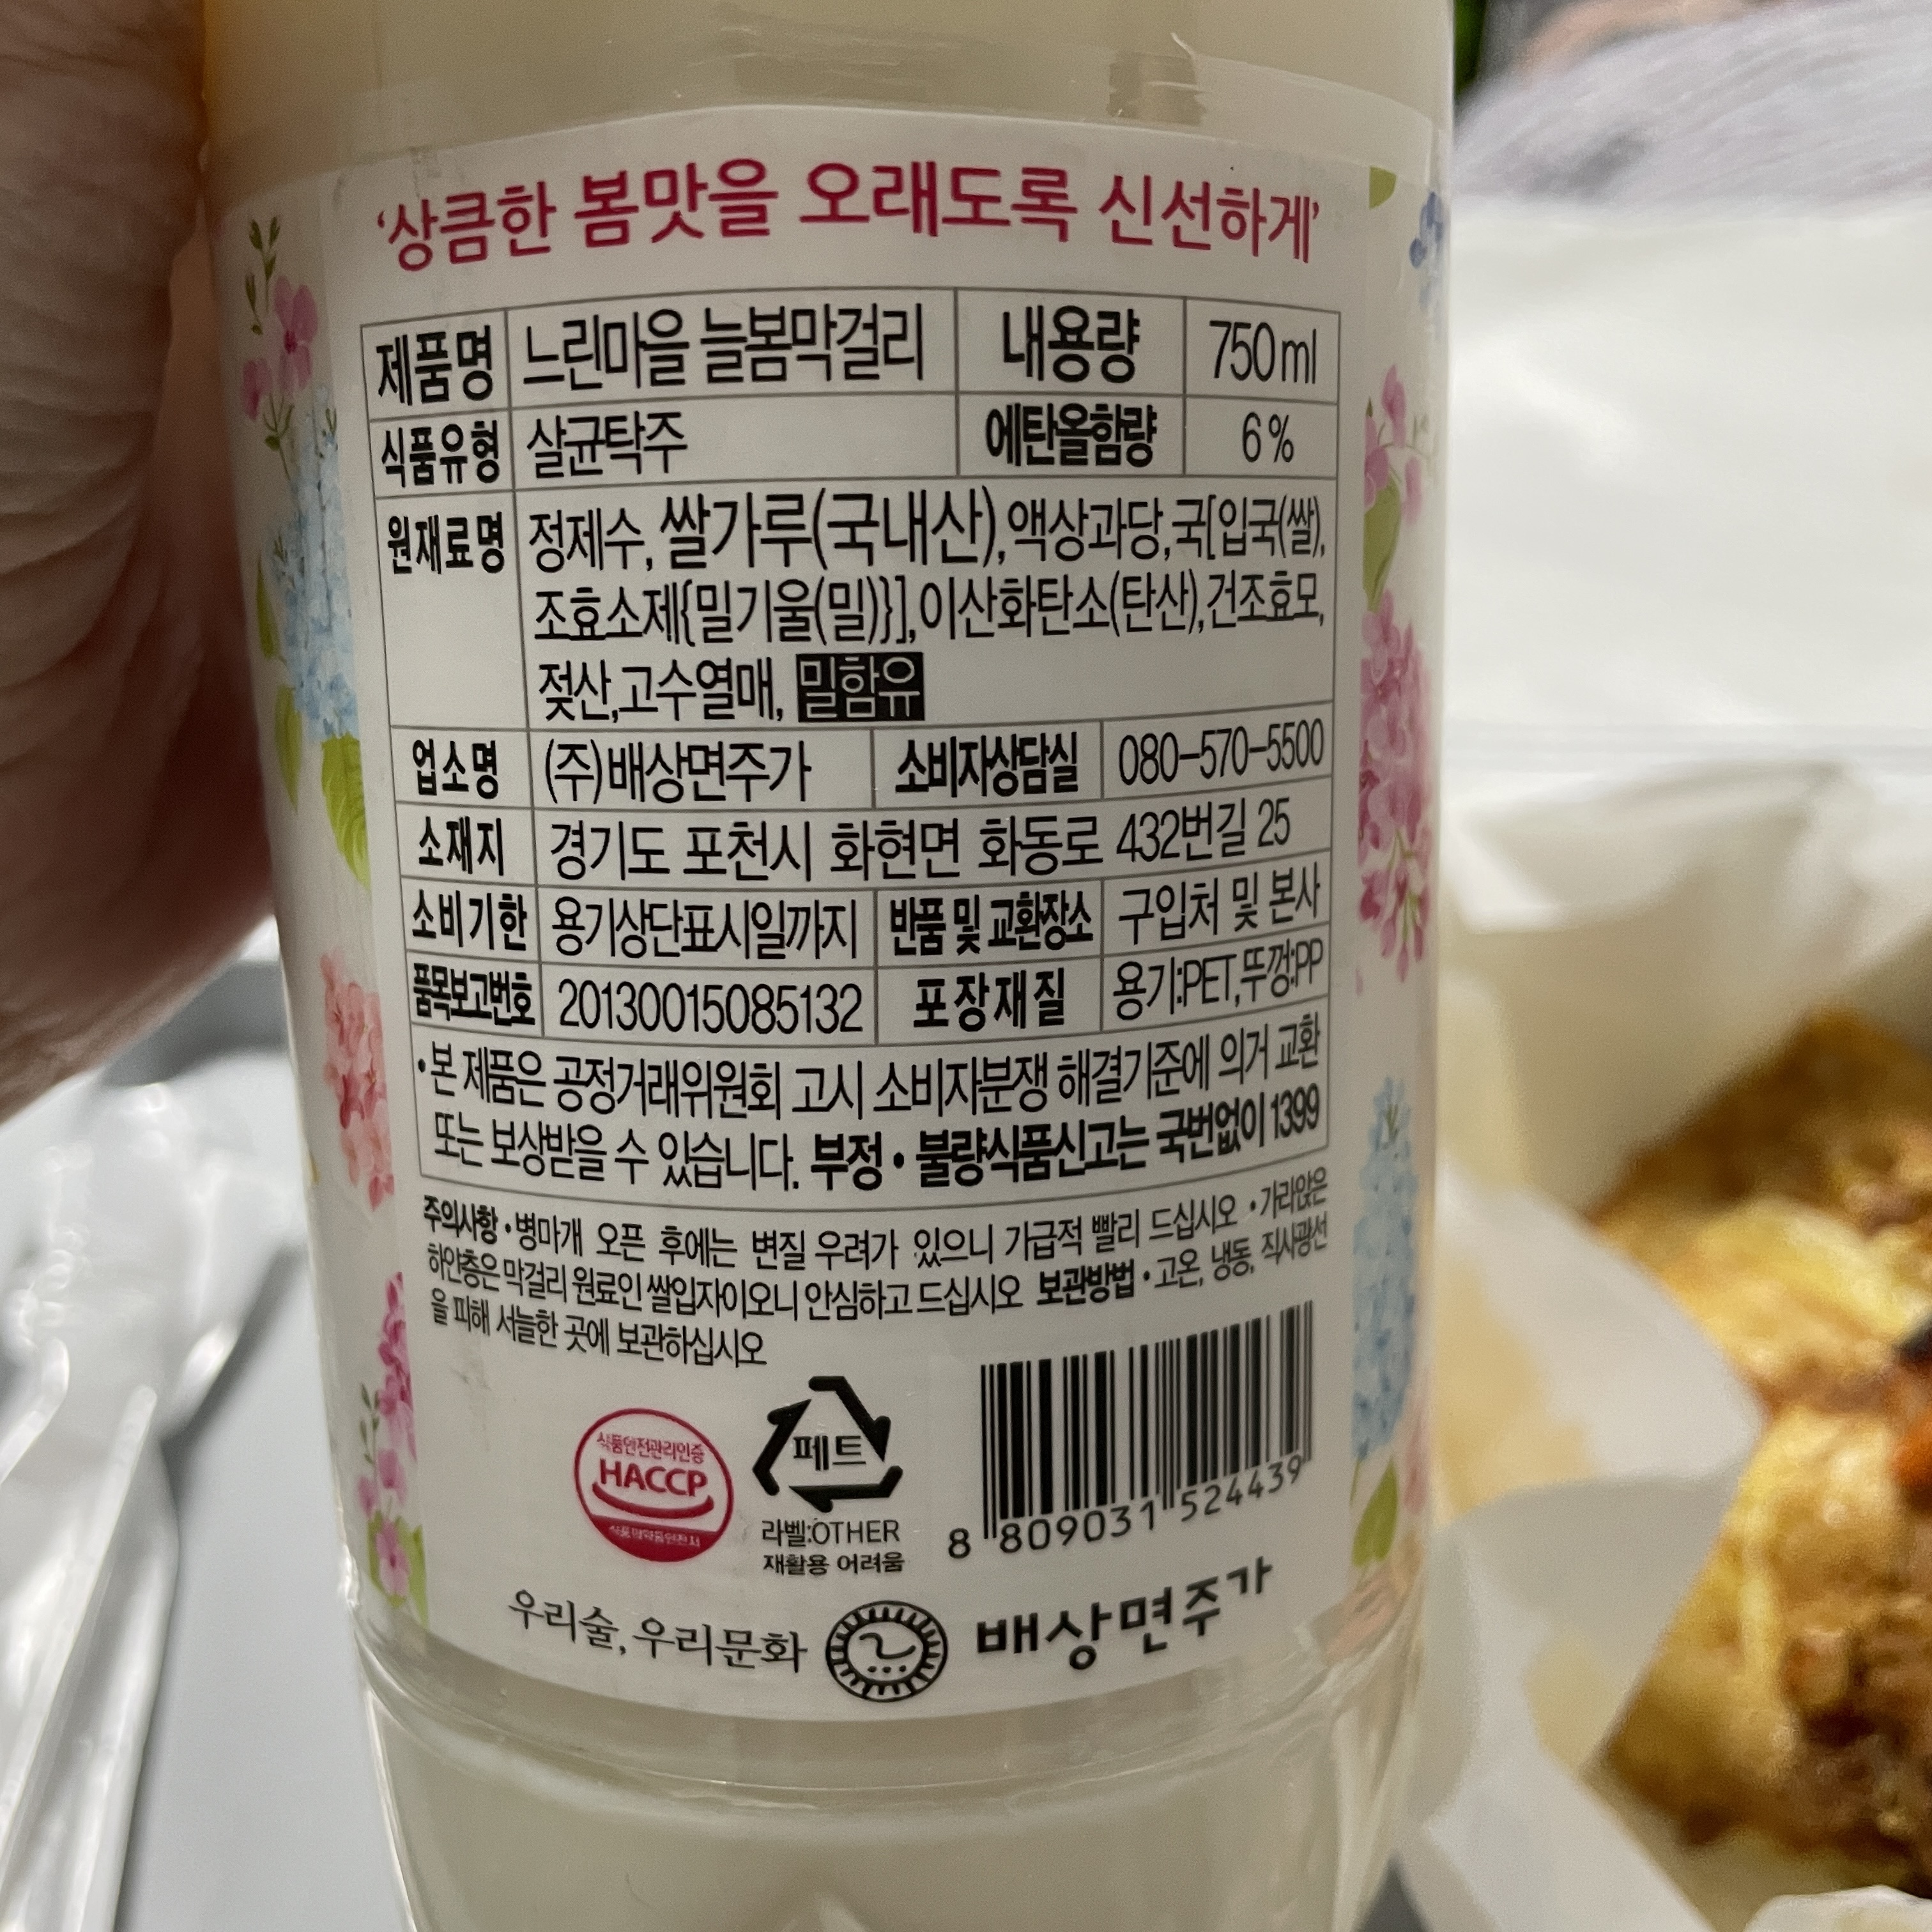 ‘상큼한 봄맛을 오래도록 신선하게’
제품명 느린마을 늘봄막걸리 내용량 750ml
식품유형 살균탁주 에탄올함량 6%
원재료명 정제수, 쌀가루(국내산),액상과당,국[입국(쌀),
조효소제{밀기울(밀)}],이산화탄소(탄산),건조효모,
젖산,고수열매, 밀함유
업소명 (주)배상면주가 소비자상담실 080-570-5500
소재지 경기도 포천시 화현면 화동로 432번길 25
소비기한 용기상단표시일까지 반품 및 교환장소 구입처 및 본사
품목보고번호 20130015085132 포장재질 용기:PET,뚜껑:PP
•본 제품은 공정거래위원회 고시 소비자분쟁 해결기준에 의거 교환
또는 보상받을 수 있습니다. 부정•불량식품신고는 국번없이 1399
주의사항 •병마개 오픈 후에는 변질 우려가 있으니 가급적 빨리 드십시오 •가라앉은
하얀층은 막걸리 원료인 쌀입자이오니 안심하고 드십시오 보관방법 •고온, 냉동, 직사광선
을 피해 서늘한 곳에 보관하십시오
식품안전관리인증
HACCP
식품의약품안전처
페트
라벨:OTHER
재활용 어려움
8 809031 524439
우리술, 우리문화 배상면주가